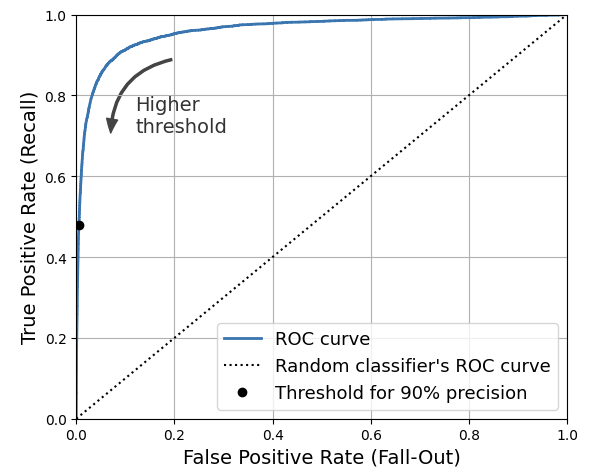 1.0
0.8
0.6
0.4
0.2
0.0
True Positive Rate (Recall)
Higher
threshold
ROC curve
Random classifier's ROC curve
Threshold for 90% precision
0.0 0.2 0.4 0.6 0.8 1.0
False Positive Rate (Fall-Out)